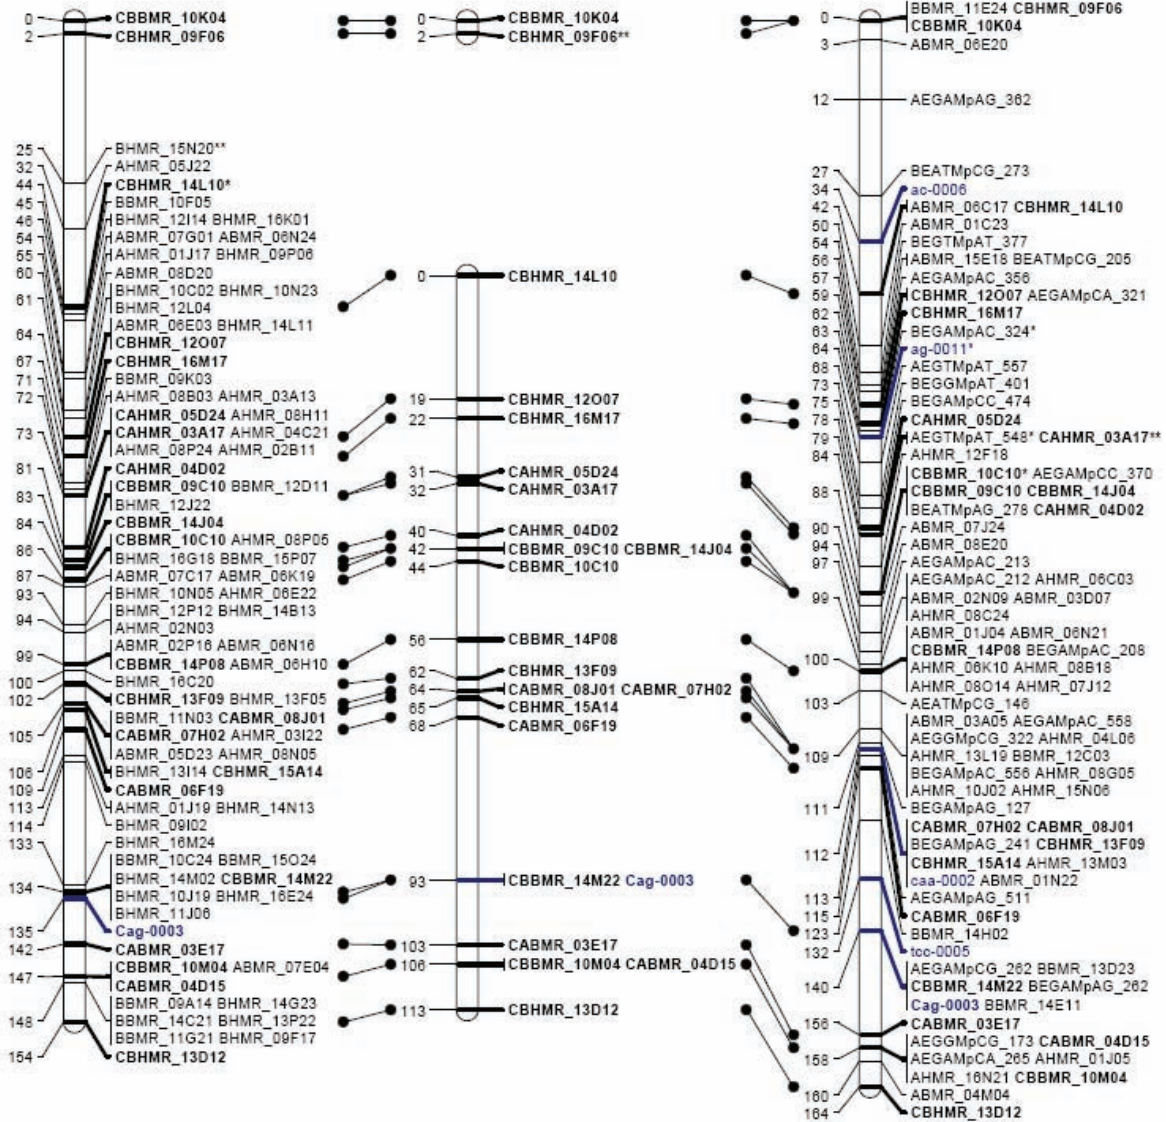 0 CBBMR_10K04
2 CBHMR_09F06
25 BHMR_15N20**
32 AHMR_05J22
44 CBHMR_14L10*
45 BBMR_10F05
46 BHMR_12I14 BHMR_16K01
54 ABMR_07G01 ABMR_06N24
55 AHMR_01J17 BHMR_09P06
60 ABMR_08D20
BHMR_10C02 BHMR_10N23
61 BHMR_12L04
ABMR_06E03 BHMR_14L11
64 CBHMR_12O07
67 CBHMR_16M17
71 BBMR_09K03
72 AHMR_08B03 AHMR_03A13
CAHMR_05D24 AHMR_08H11
73 CAHMR_03A17 AHMR_04C21
AHMR_08P24 AHMR_02B11
81 CAHMR_04D02
83 CBBMR_09C10 BBMR_12D11
BHMR_12J22
84 CBBMR_14J04
CBBMR_10C10 AHMR_08P05
86 BHMR_16G18 BBMR_15P07
87 ABMR_07C17 ABMR_06K19
93 BHMR_10N05 AHMR_06E22
94 BHMR_12P12 BHMR_14B13
AHMR_02N03
99 ABMR_02P16 ABMR_06N16
CBBMR_14P08 ABMR_06H10
100 BHMR_16C20
102 CBHMR_13F09 BHMR_13F05
BBMR_11N03 CABMR_08J01
105 CABMR_07H02 AHMR_03I22
ABMR_05D23 AHMR_08N05
106 BHMR_13I14 CBHMR_15A14
109 CABMR_06F19
113 AHMR_01J19 BHMR_14N13
114 BHMR_09I02
133 BHMR_16M24
BBMR_10C24 BBMR_15O24
134 BHMR_14M02 CBBMR_14M22
BHMR_10J19 BHMR_16E24
BHMR_11J06
135 Cag-0003
142 CABMR_03E17
147 CBBMR_10M04 ABMR_07E04
CABMR_04D15
BBMR_09A14 BHMR_14G23
148 BBMR_14C21 BHMR_13P22
BBMR_11G21 BHMR_09F17
154 CBHMR_13D12
0 CBBMR_10K04
2 CBHMR_09F06**
0 CBHMR_14L10
19 CBHMR_12O07
22 CBHMR_16M17
31 CAHMR_05D24
32 CAHMR_03A17
40 CAHMR_04D02
42 CBBMR_09C10 CBBMR_14J04
44 CBBMR_10C10
56 CBBMR_14P08
62 CBHMR_13F09
64 CABMR_08J01 CABMR_07H02
65 CBHMR_15A14
68 CABMR_06F19
93 CBBMR_14M22 Cag-0003
103 CABMR_03E17
106 CBBMR_10M04 CABMR_04D15
113 CBHMR_13D12
0 BBMR_11E24 CBHMR_09F06
CBBMR_10K04
3 ABMR_06E20
12 AEGAMpAG_362
27 BEATMpCG_273
34 ac-0006
42 ABMR_06C17 CBHMR_14L10
50 ABMR_01C23
54 BEGTMpAT_377
56 ABMR_15E18 BEATMpCG_205
57 AEGAMpAC_356
59 CBHMR_12O07 AEGAMpCA_321
62 CBHMR_16M17
63 BEGAMpAC_324*
64 ag-0011*
68 AEGTMpAT_557
73 BEGGMpAT_401
75 BEGAMpCC_474
78 CAHMR_05D24
79 AEGTMpAT_548* CAHMR_03A17**
84 AHMR_12F18
CBBMR_10C10* AEGAMpCC_370
88 CBBMR_09C10 CBBMR_14J04
BEATMpAG_278 CAHMR_04D02
90 ABMR_07J24
94 ABMR_08E20
97 AEGAMpAC_213
AEGAMpAC_212 AHMR_06C03
99 ABMR_02N09 ABMR_03D07
AHMR_08C24
ABMR_01J04 ABMR_06N21
100 CBBMR_14P08 BEGAMpAC_208
AHMR_06K10 AHMR_08B18
AHMR_08O14 AHMR_07J12
103 AEATMpCG_146
ABMR_03A05 AEGAMpAC_558
AEGGMpCG_322 AHMR_04L06
109 AHMR_13L19 BBMR_12C03
BEGAMpAC_556 AHMR_08G05
AHMR_10J02 AHMR_15N06
111 BEGAMpAG_127
CABMR_07H02 CABMR_08J01
112 BEGAMpAG_241 CBHMR_13F09
CBHMR_15A14 AHMR_13M03
caa-0002 ABMR_01N22
113 AEGAMpAG_511
115 CABMR_06F19
123 BBMR_14H02
132 tcc-0005
AEGAMpCG_262 BBMR_13D23
140 CBBMR_14M22 BEGAMpAG_262
Cag-0003 BBMR_14E11
156 CABMR_03E17
AEGGMpCG_173 CABMR_04D15
158 AEGAMpCA_265 AHMR_01J05
AHMR_16N21 CBBMR_10M04
160 ABMR_04M04
164 CBHMR_13D12